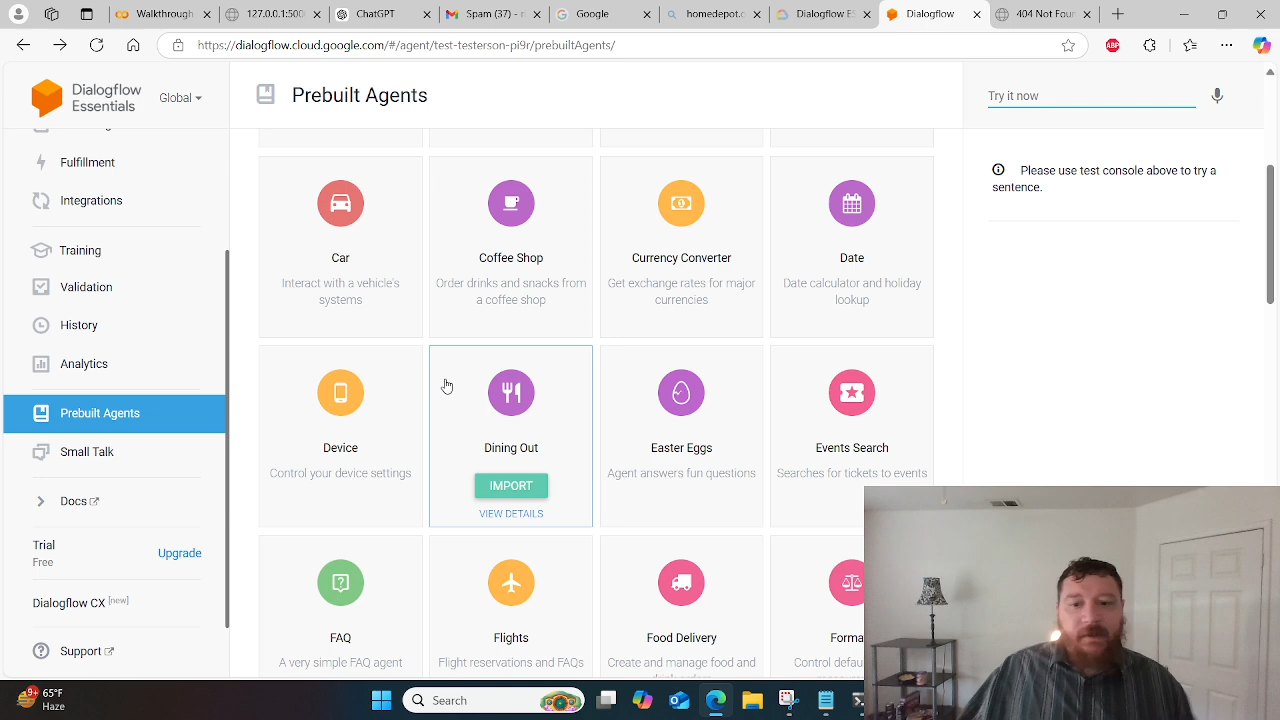 Walkthrough
127.0.0.1:500
ChatGPT
Spam (37) - r
Google
Dialogflow ES
Dialogflow
404 Not Foun
https://dialogflow.cloud.google.com/#/agent/test-testerson-pi9r/prebuiltAgents/
ABP
Dialogflow
Essentials
Global
Prebuilt Agents
Try it now
Please use test console above to try a
sentence.
Fulfillment
Integrations
Training
Validation
History
Analytics
Prebuilt Agents
Small Talk
Docs
Trial
Free
Upgrade
Dialogflow CX [new]
Support
Car
Interact with a vehicle's
systems
Coffee Shop
Order drinks and snacks from
a coffee shop
Currency Converter
Get exchange rates for major
currencies
Date
Date calculator and holiday
lookup
Device
Control your device settings
Dining Out
IMPORT
VIEW DETAILS
Easter Eggs
Agent answers fun questions
Events Search
Searches for tickets to events
FAQ
A very simple FAQ agent
Flights
Flight reservations and FAQs
Food Delivery
Create and manage food and
Forma
Control defau
9+
65°F
Haze
Search